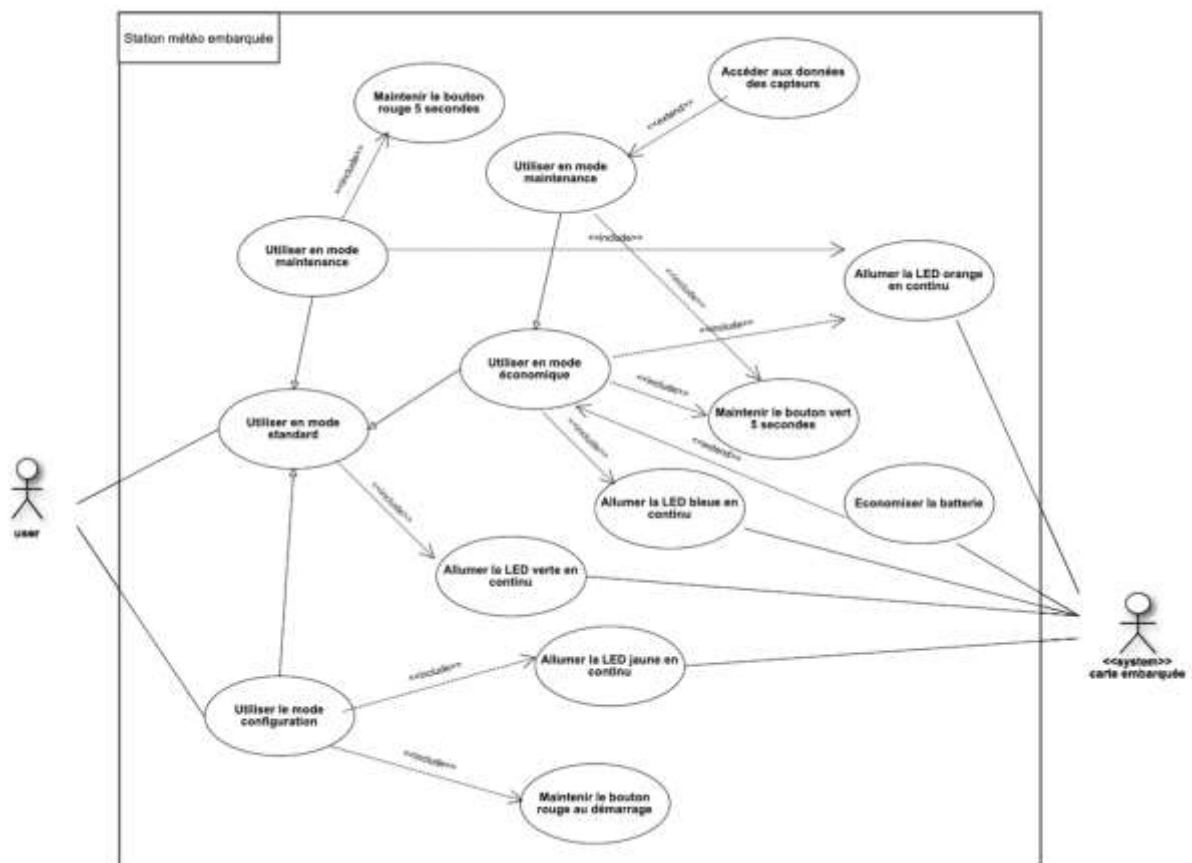 Station météo embarquée
Accéder aux données
des capteurs
Maintenir le bouton
rouge 5 secondes
<<extend>>
<<include>>
Utiliser en mode
maintenance
Utiliser en mode
maintenance
<<include>>
Allumer la LED orange
en continu
<<include>>
<<include>>
Utiliser en mode
économique
<<include>>
Maintenir le bouton vert
5 secondes
Utiliser en mode
standard
<<include>>
<<extend>>
user
<<include>>
Allumer la LED bleue en
continu
Economiser la batterie
Allumer la LED verte en
continu
<<include>>
Allumer la LED jaune en
continu
<<system>>
carte embarquée
Utiliser le mode
configuration
<<include>>
Maintenir le bouton
rouge au démarrage